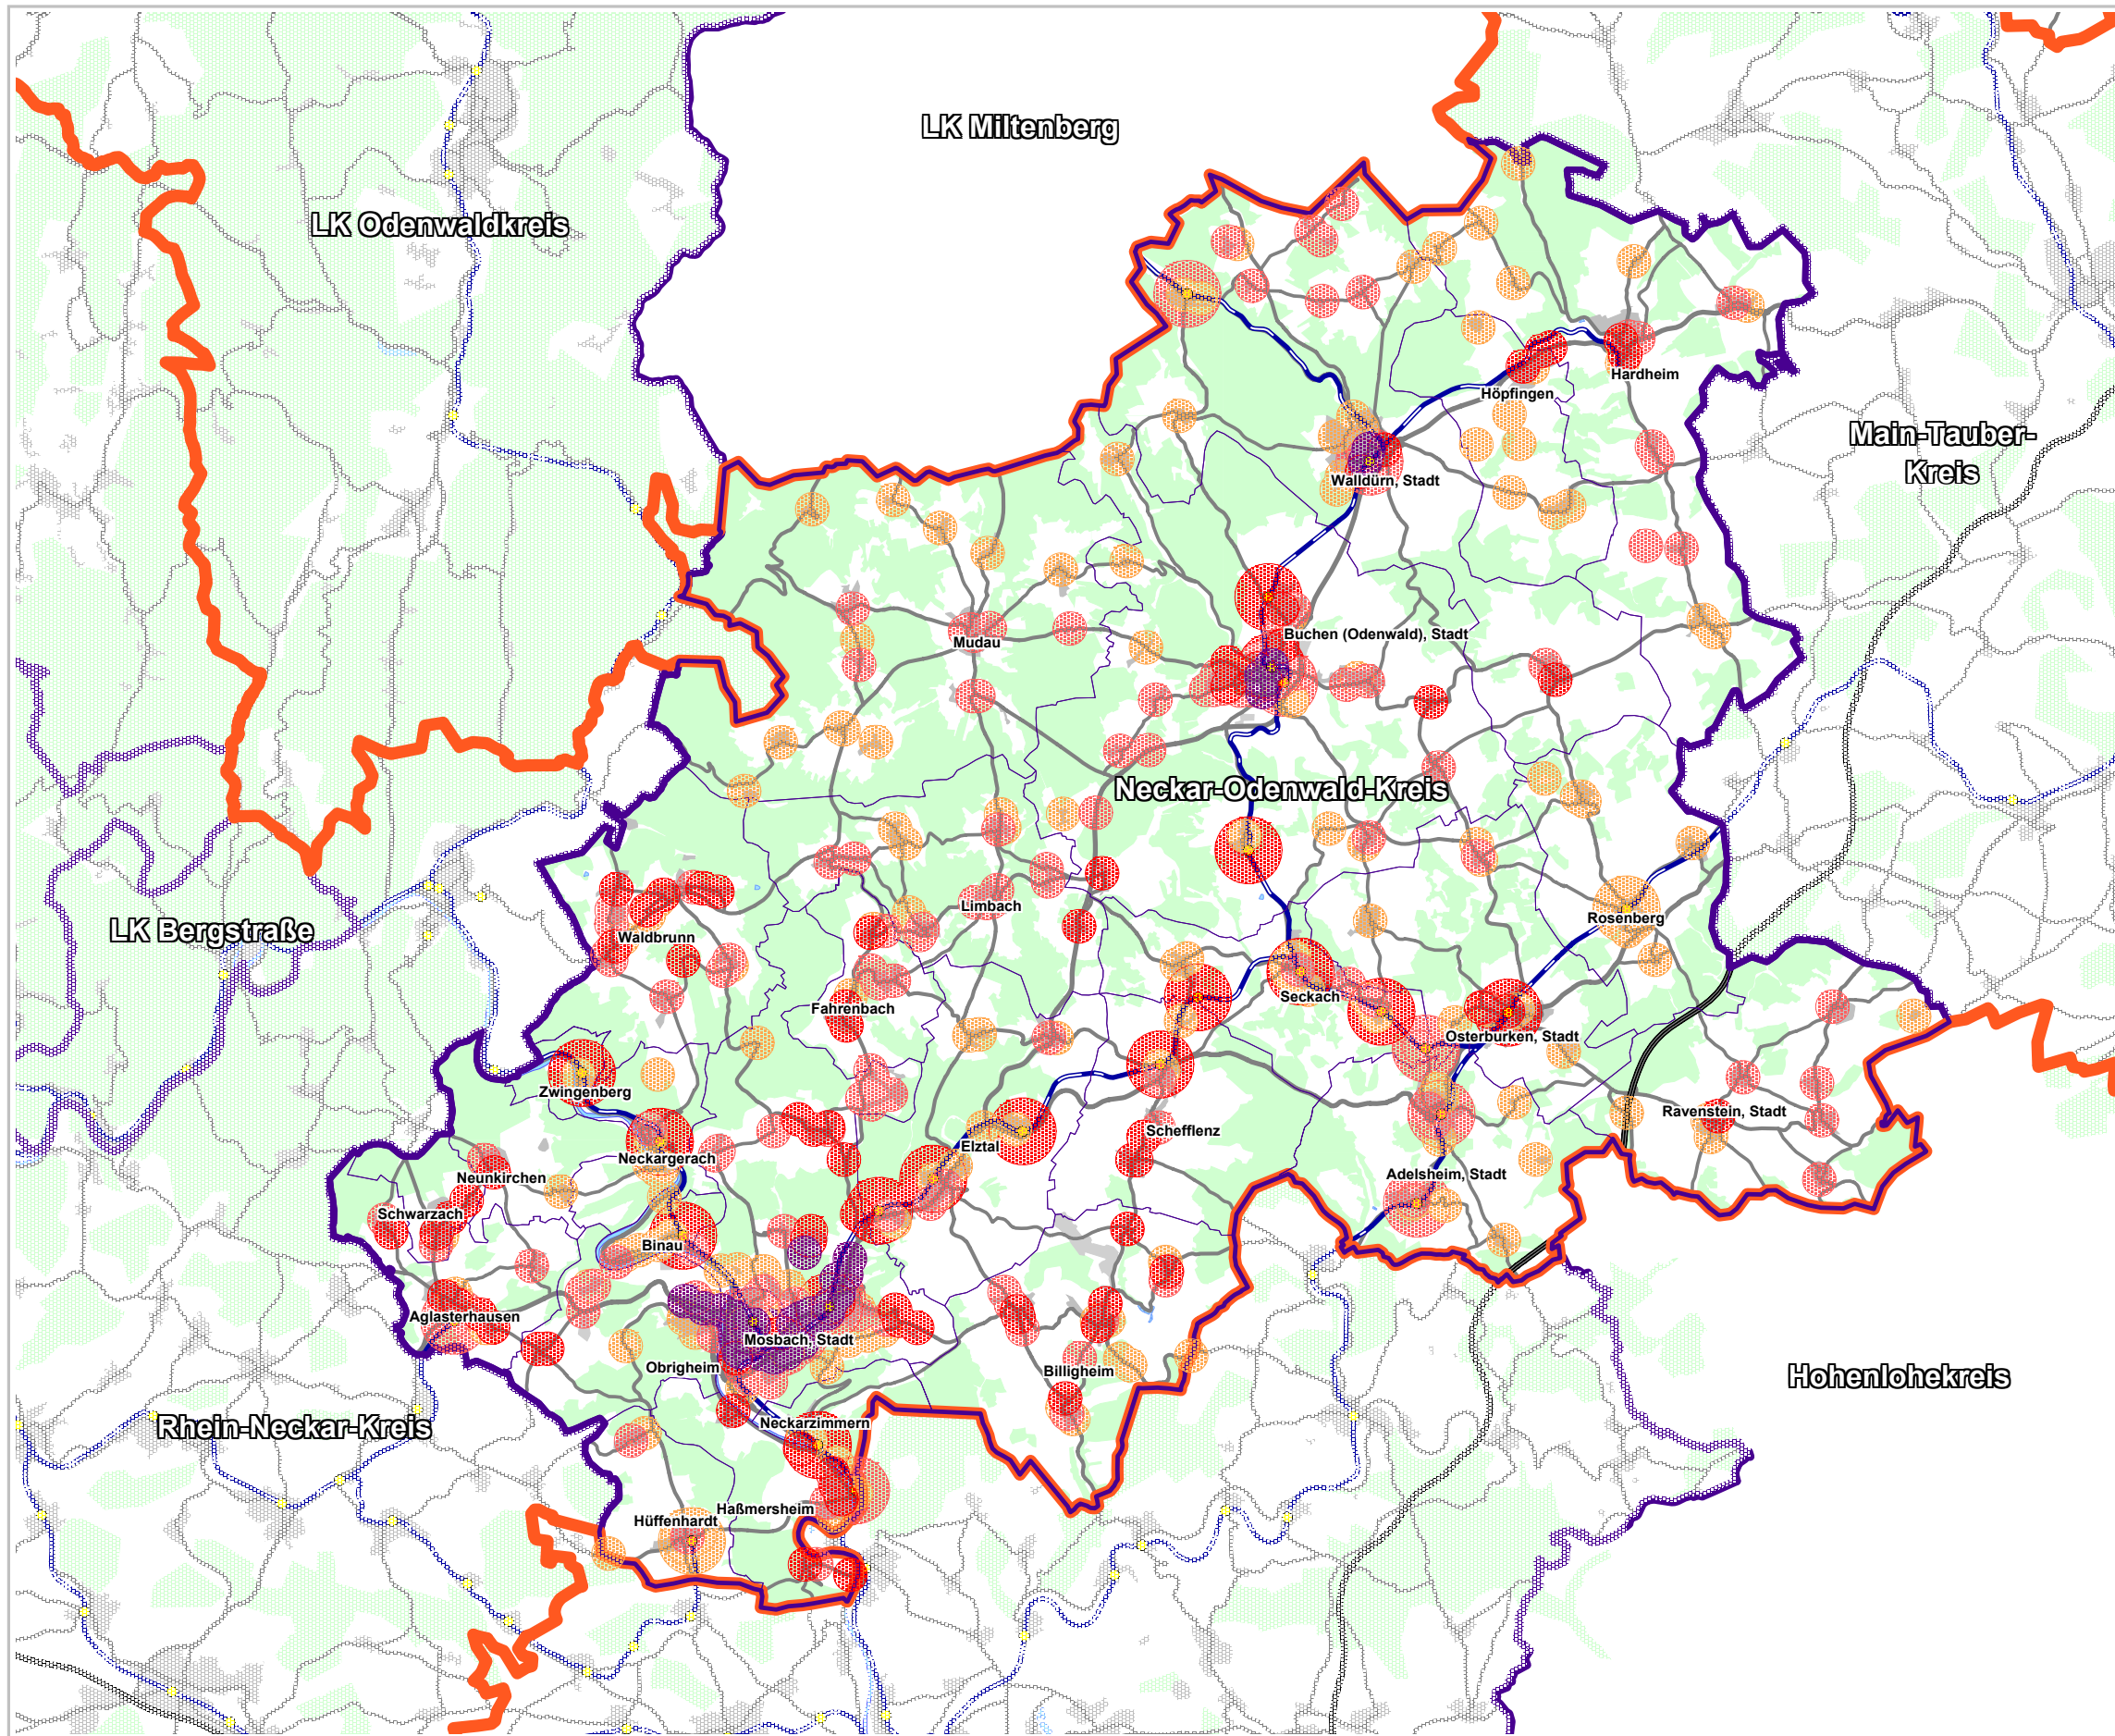 LK Miltenberg
LK Odenwaldkreis
Hardheim
Höpfingen
Main-Tauber-
Kreis
Walldürn, Stadt
Buchen (Odenwald), Stadt
Mudau
Neckar-Odenwald-Kreis
Limbach
Rosenberg
LK Bergstraße
Waldbrunn
Seckach
Fahrenbach
Osterburken, Stadt
Zwingenberg
Ravenstein, Stadt
Schefflenz
Elztal
Neckargerach
Adelsheim, Stadt
Neunkirchen
Schwarzach
Binau
Aglasterhausen
Mosbach, Stadt
Obrigheim
Billigheim
Hohenlohekreis
Neckarzimmern
Rhein-Neckar-Kreis
Haßmersheim
Hüffenhardt